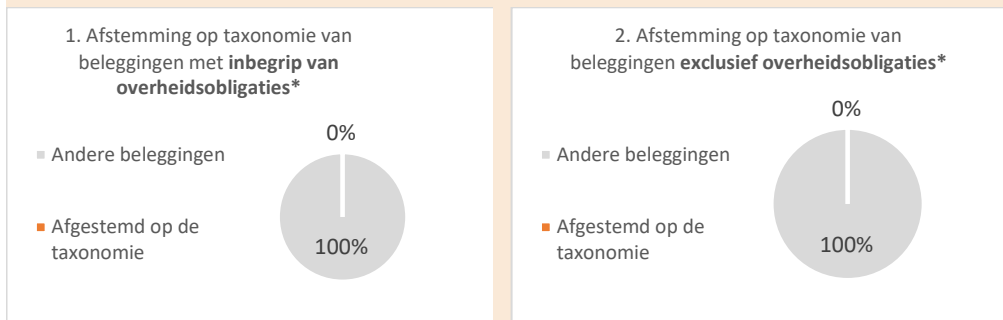 1. Afstemming op taxonomie van
beleggingen met inbegrip van
overheidsobligaties*
0%
Andere beleggingen
Afgestemd op de
taxonomie
100%
2. Afstemming op taxonomie van
beleggingen exclusief overheidsobligaties*
0%
Andere beleggingen
Afgestemd op de
taxonomie
100%